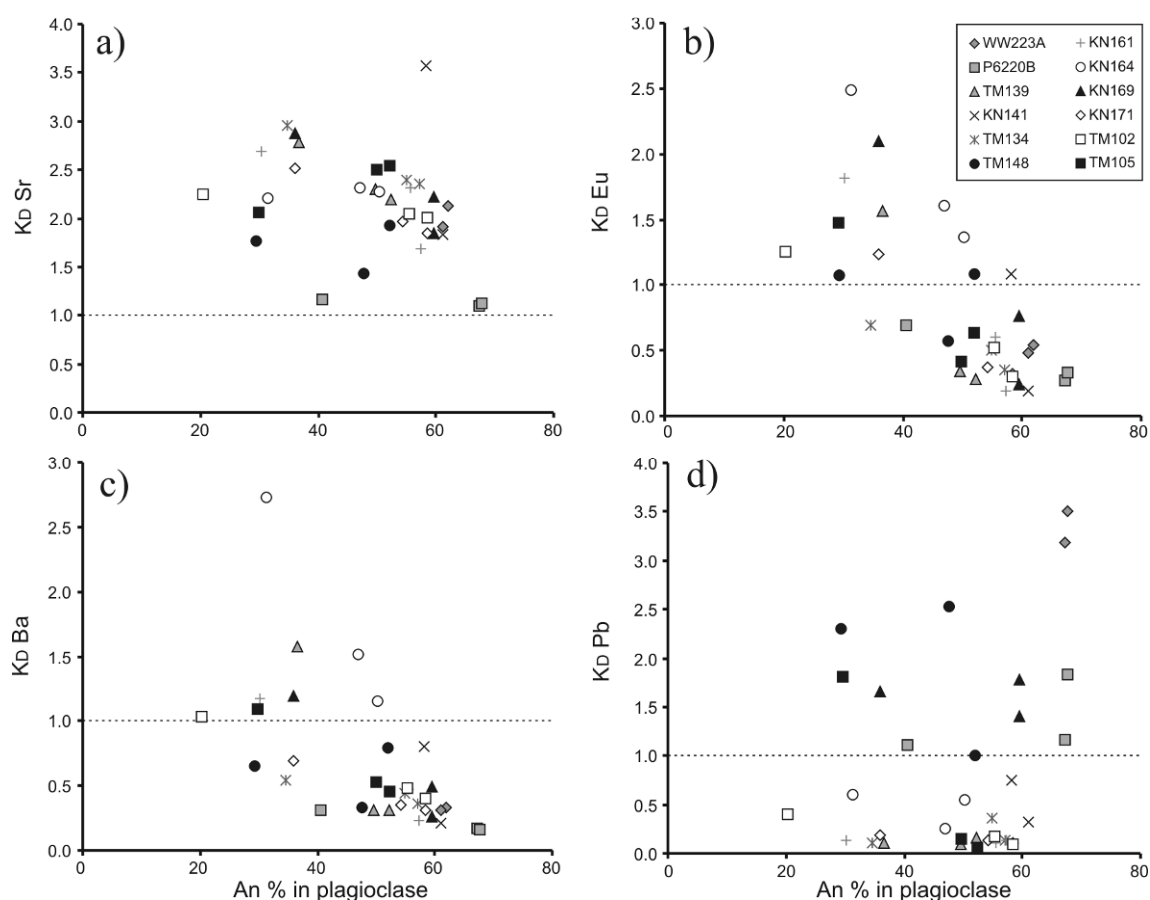 a)
4.0
3.5
3.0
2.5
2.0
1.5
1.0
0.5
0.0
KD Sr
0 20 40 60 80
b)
3.0
2.5
2.0
1.5
1.0
0.5
0.0
KD Eu
0 20 40 60 80
WW223A KN161
P6220B KN164
TM139 KN169
KN141 KN171
TM134 TM102
TM148 TM105
c)
3.0
2.5
2.0
1.5
1.0
0.5
0.0
KD Ba
0 20 40 60 80
An % in plagioclase
d)
4.0
3.5
3.0
2.5
2.0
1.5
1.0
0.5
0.0
KD Pb
0 20 40 60 80
An % in plagioclase